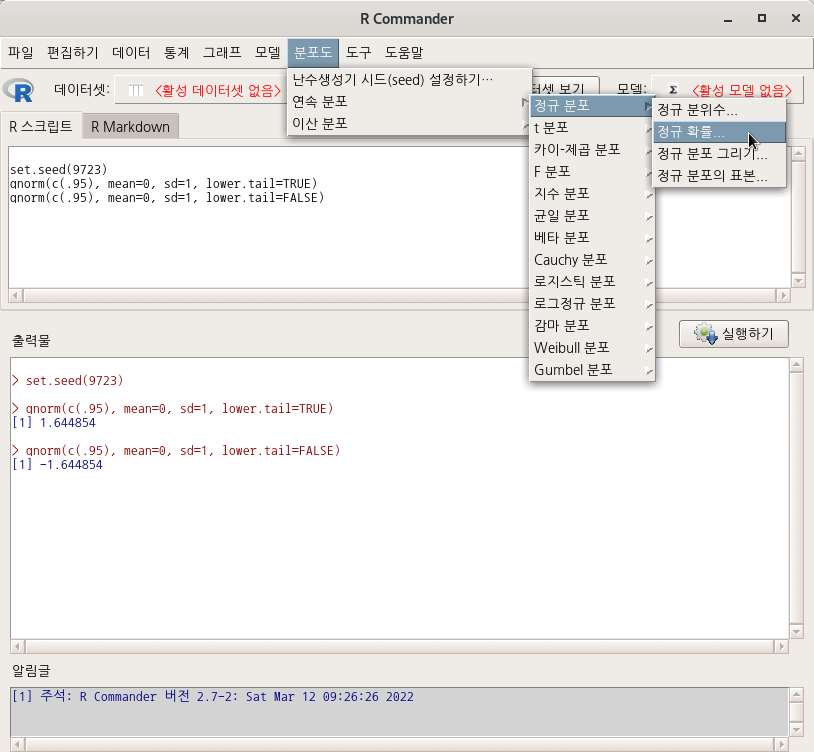 R Commander
파일 편집하기 데이터 통계 그래프 모델 분포도 도구 도움말
난수생성기 시드(seed) 설정하기…
연속 분포
이산 분포
R 데이터셋: <활성 데이터셋 없음> 터셋 보기 모델: Σ <활성 모델 없음>
정규 분포
t 분포
카이-제곱 분포
F 분포
지수 분포
균일 분포
베타 분포
Cauchy 분포
로지스틱 분포
로그정규 분포
감마 분포
Weibull 분포
Gumbel 분포
정규 분위수...
정규 확률...
정규 분포 그리기...
정규 분포의 표본...
R 스크립트 R Markdown
set.seed(9723)
qnorm(c(.95), mean=0, sd=1, lower.tail=TRUE)
qnorm(c(.95), mean=0, sd=1, lower.tail=FALSE)
출력물 실행하기
> set.seed(9723)
> qnorm(c(.95), mean=0, sd=1, lower.tail=TRUE)
[1] 1.644854
> qnorm(c(.95), mean=0, sd=1, lower.tail=FALSE)
[1] -1.644854
알림글
[1] 주석: R Commander 버전 2.7-2: Sat Mar 12 09:26:26 2022